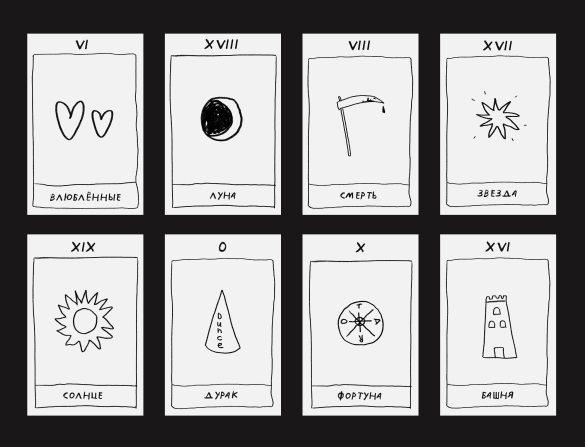 VI
ВЛЮБЛЁННЫЕ
XVIII
ЛУНА
VIII
СМЕРТЬ
XVII
ЗВЕЗДА
XIX
СОЛНЦЕ
O
Dunce
ДУРАК
X
T
A
R
O
ФОРТУНА
XVI
БАШНЯ